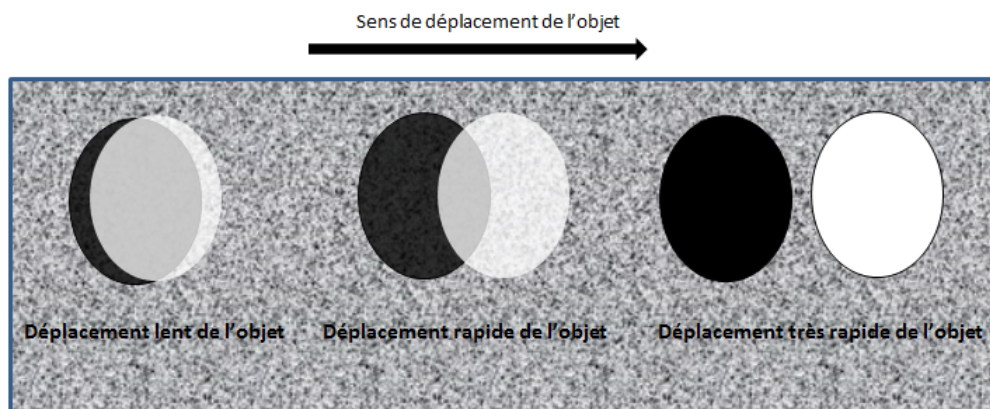 Sens de déplacement de l'objet
Déplacement lent de l'objet
Déplacement rapide de l'objet
Déplacement très rapide de l'objet